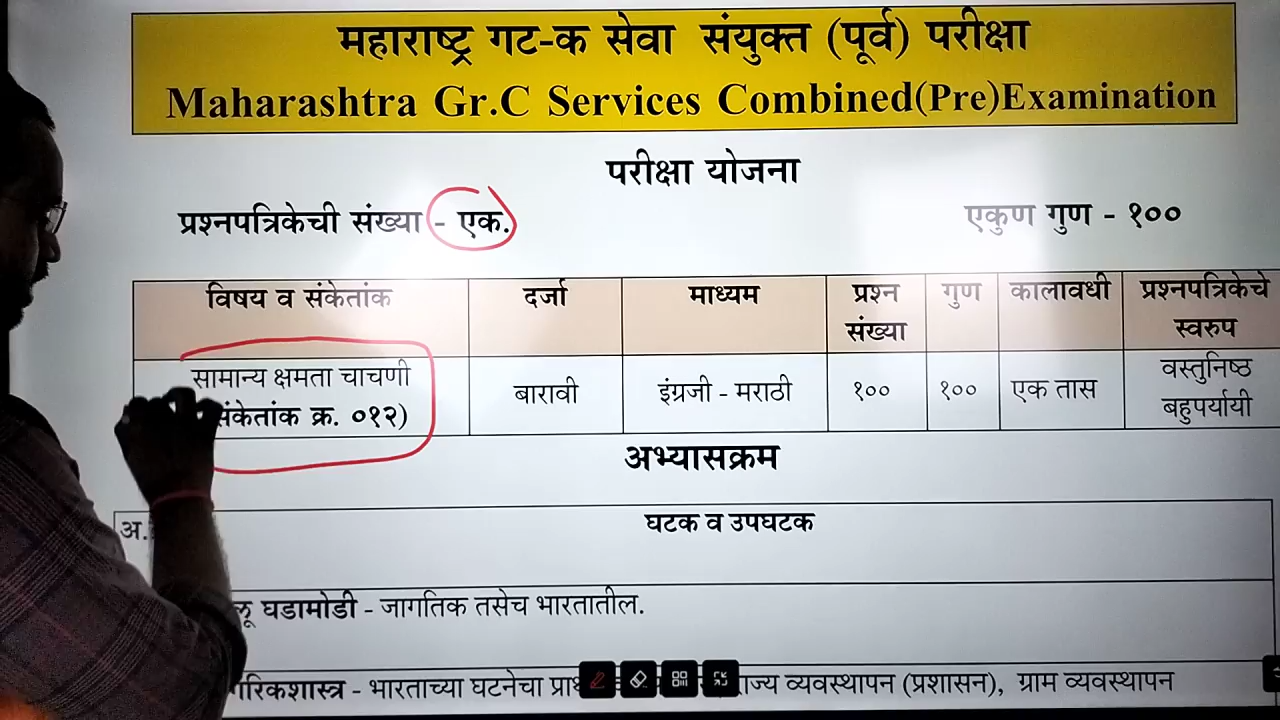 महाराष्ट्र गट-क सेवा संयुक्त (पूर्व) परीक्षा
Maharashtra Gr.C Services Combined(Pre)Examination
परीक्षा योजना
प्रश्नपत्रिकेची संख्या - एक. एकुण गुण - १००
विषय व संकेतांक दर्जा माध्यम प्रश्न संख्या गुण कालावधी प्रश्नपत्रिकेचे स्वरुप
सामान्य क्षमता चाचणी बारावी इंग्रजी - मराठी १०० १०० एक तास वस्तुनिष्ठ बहुपर्यायी
क्र. ०१२)
अभ्यासक्रम
अ. घटक व उपघटक
घडामोडी - जागतिक तसेच भारतातील.
- भारताच्या घटनेचा व्यवस्थापन (प्रशासन), ग्राम व्यवस्थापन